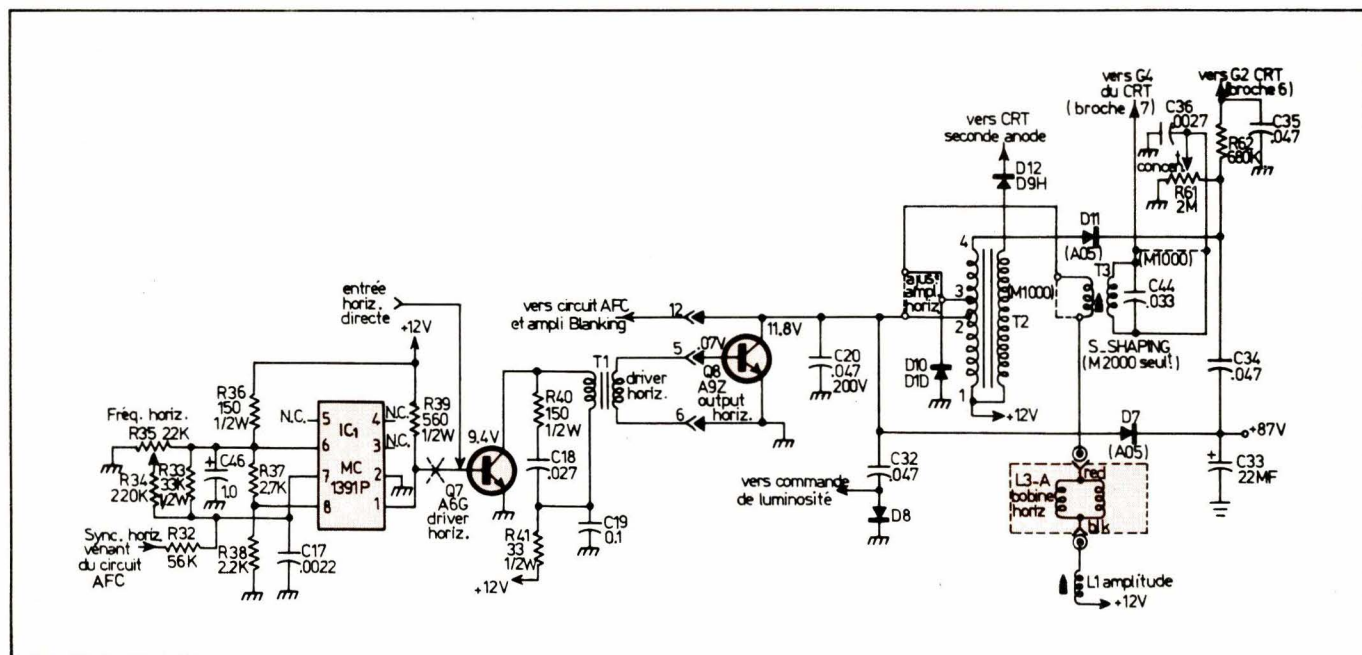 vers G4
du CRT
(broche 7)
vers G2 CRT
(broche 6)
C36
.0027
C35
.047
R62
680K
concen.
R61
2M
vers CRT
seconde anode
D12
D9H
D11
(A05)
4
3
2
1
(M1000)
T2
+12V
(M1000)
T3
C44
.033
S_SHAPING
(M2000 seul!)
ajust
ampl
horiz.
D10
D1D
entrée
horiz.
directe
+12V
vers circuit AFC
et ampli Blanking
12
11.8V
5
.07V
6
Q8
A9Z
output
horiz.
C20
.047
200V
T1
driver
horiz.
R40
150
1/2W
C18
.027
C19
0.1
R41
33
1/2W
+12V
R36
150
1/2W
Fréq. horiz.
R35 22K
R34
220K
R33
33K
1/2W
C46
1.0
R37
2,7K
R38
2.2K
C17
.0022
Sync. horiz.
vénant
du circuit
AFC
R32
56K
N.C.
5
6
7
8
IC1
MC
1391P
4
3
2
1
N.C.
N.C.
R39
560
1/2W
9.4V
Q7
A6G
driver
horiz.
C32
.047
vers commande
de luminosité
D8
C34
.047
D7
(A05)
+87V
C33
22MF
red
L3-A
bobine
horiz
blk
L1 amplitude
+12V